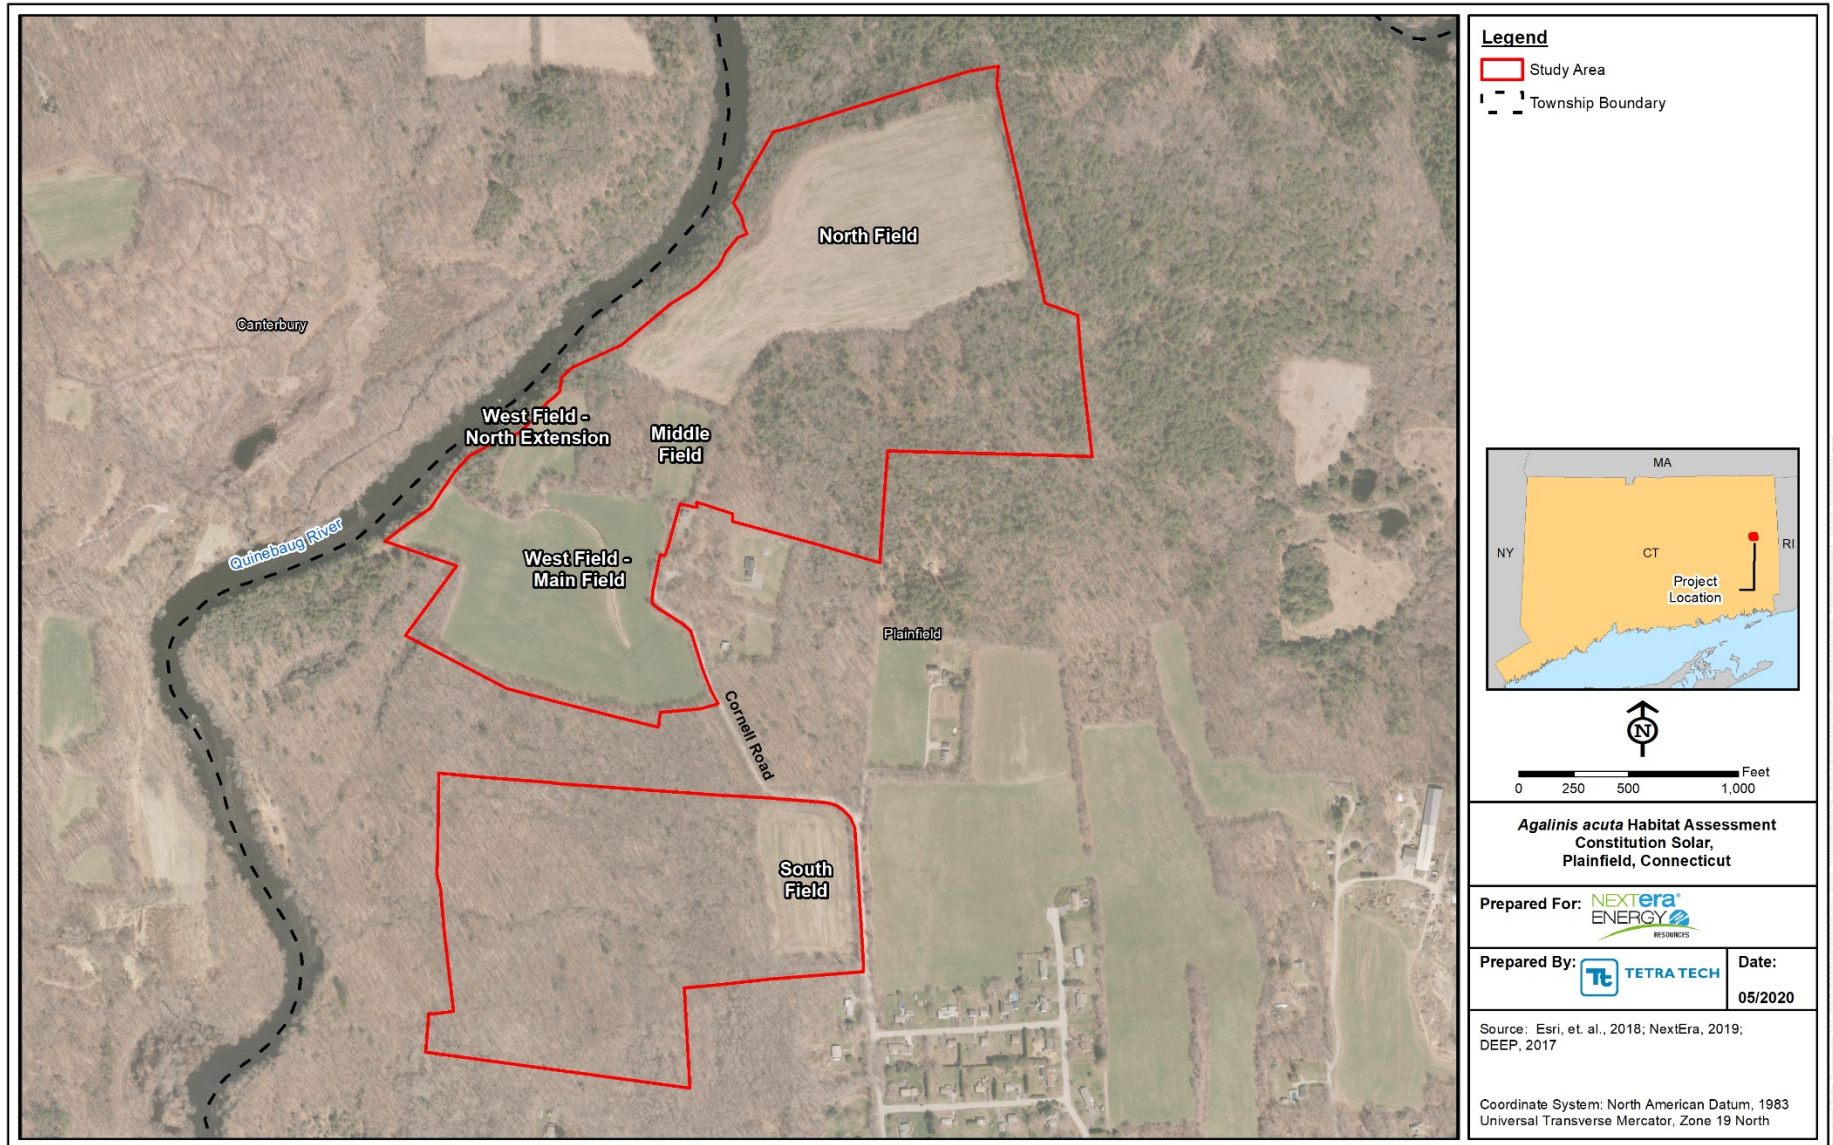 North Field
Canterbury
West Field -
North Extension
Middle
Field
Quinebaug River
West Field -
Main Field
Plainfield
Cornell Road
South
Field
Legend
Study Area
Township Boundary
MA
NY
CT
RI
Project
Location
N
Feet
0 250 500 1,000
Agalinis acuta Habitat Assessment
Constitution Solar,
Plainfield, Connecticut
Prepared For:
NEXTera®
ENERGY
RESOURCES
Prepared By:
Tt TETRA TECH
Date:
05/2020
Source: Esri, et. al., 2018; NextEra, 2019;
DEEP, 2017
Coordinate System: North American Datum, 1983
Universal Transverse Mercator, Zone 19 North